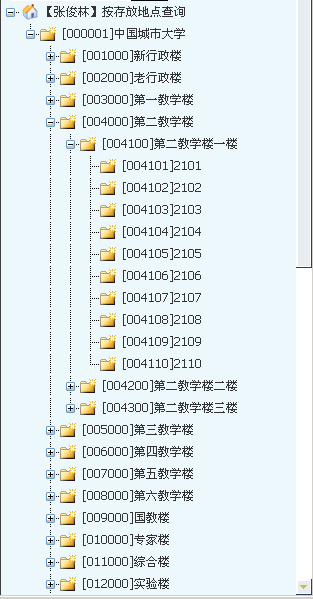 【张俊林】按存放地点查询
[000001]中国城市大学
[001000]新行政楼
[002000]老行政楼
[003000]第一教学楼
[004000]第二教学楼
[004100]第二教学楼一楼
[004101]2101
[004102]2102
[004103]2103
[004104]2104
[004105]2105
[004106]2106
[004107]2107
[004108]2108
[004109]2109
[004110]2110
[004200]第二教学楼二楼
[004300]第二教学楼三楼
[005000]第三教学楼
[006000]第四教学楼
[007000]第五教学楼
[008000]第六教学楼
[009000]国教楼
[010000]专家楼
[011000]综合楼
[012000]实验楼